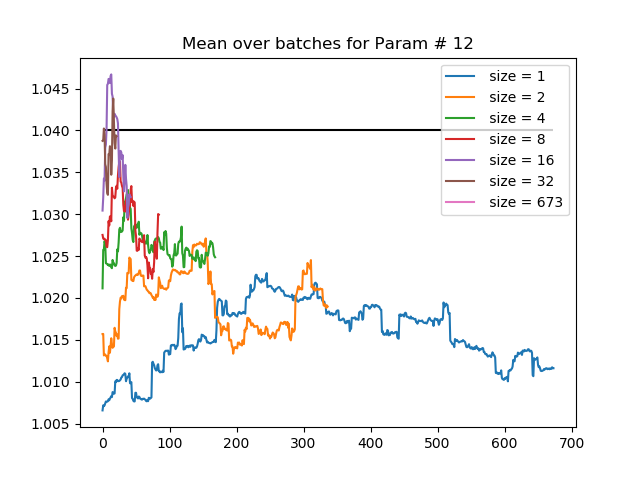 Mean over batches for Param # 12
1.045
1.040
1.035
1.030
1.025
1.020
1.015
1.010
1.005
0
100
200
300
400
500
600
700
size = 1
size = 2
size = 4
size = 8
size = 16
size = 32
size = 673